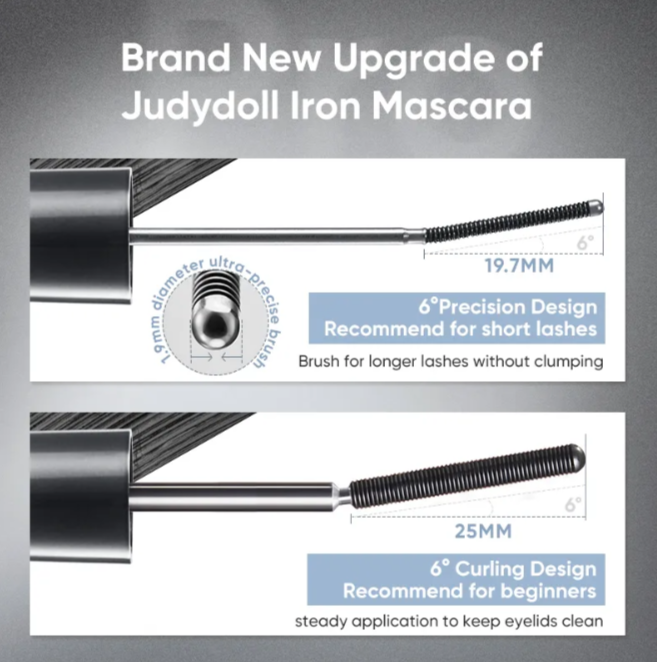 Brand New Upgrade of
Judydoll Iron Mascara
6°
19.7MM
1.9mm diameter ultra-precise brush
6°Precision Design
Recommend for short lashes
Brush for longer lashes without clumping
6°
25MM
6° Curling Design
Recommend for beginners
steady application to keep eyelids clean